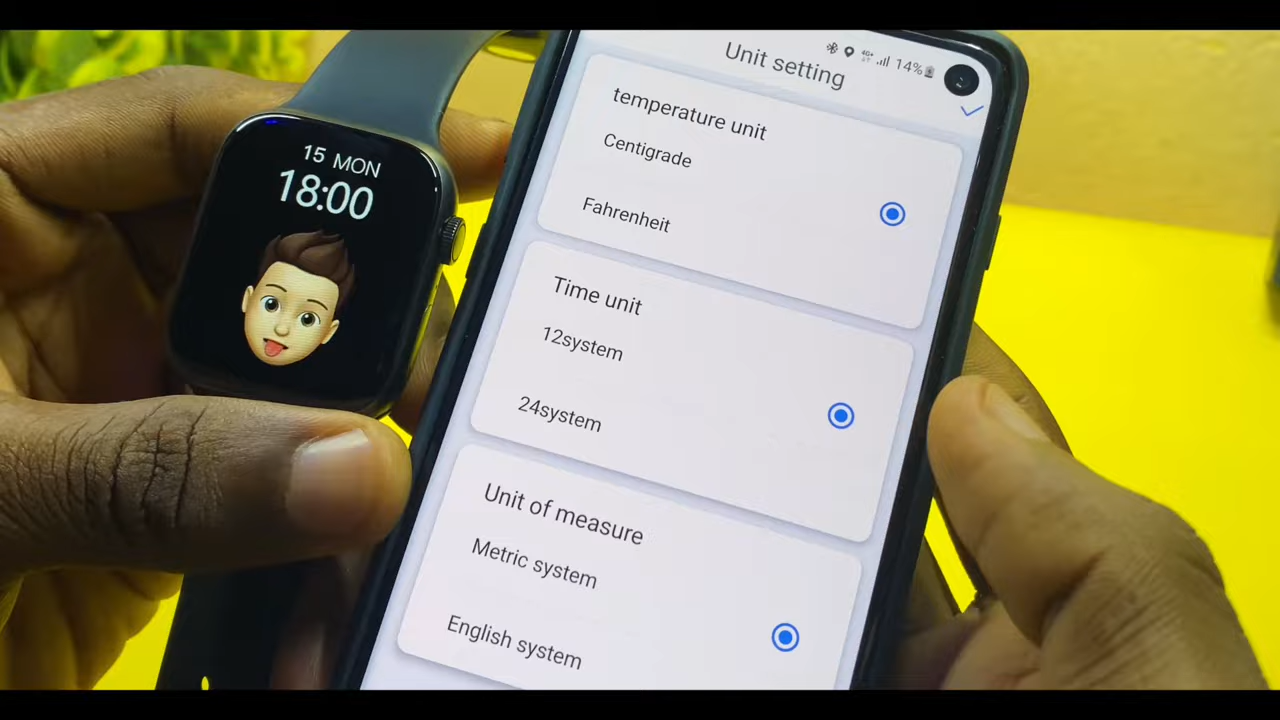 15 MON
18:00
14%
Unit setting
temperature unit
Centigrade
Fahrenheit
Time unit
12system
24system
Unit of measure
Metric system
English system